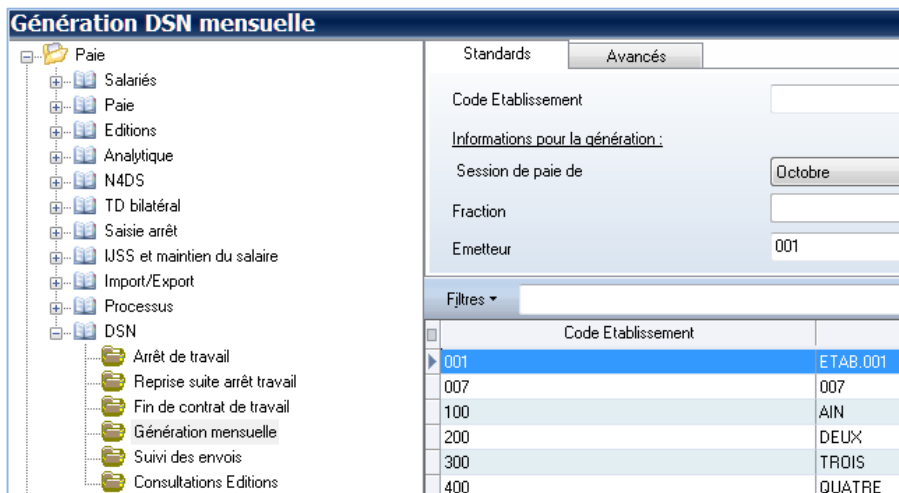 Génération DSN mensuelle
Paie
Salariés
Paie
Editions
Analytique
N4DS
TD bilatéral
Saisie arrêt
IJSS et maintien du salaire
Import/Export
Processus
DSN
Arrêt de travail
Reprise suite arrêt travail
Fin de contrat de travail
Génération mensuelle
Suivi des envois
Consultations Editions
Standards Avancés
Code Etablissement
Informations pour la génération :
Session de paie de Octobre
Fraction
Emetteur 001
Filtres
Code Etablissement
001 ETAB.001
007 007
100 AIN
200 DEUX
300 TROIS
400 QUATRE